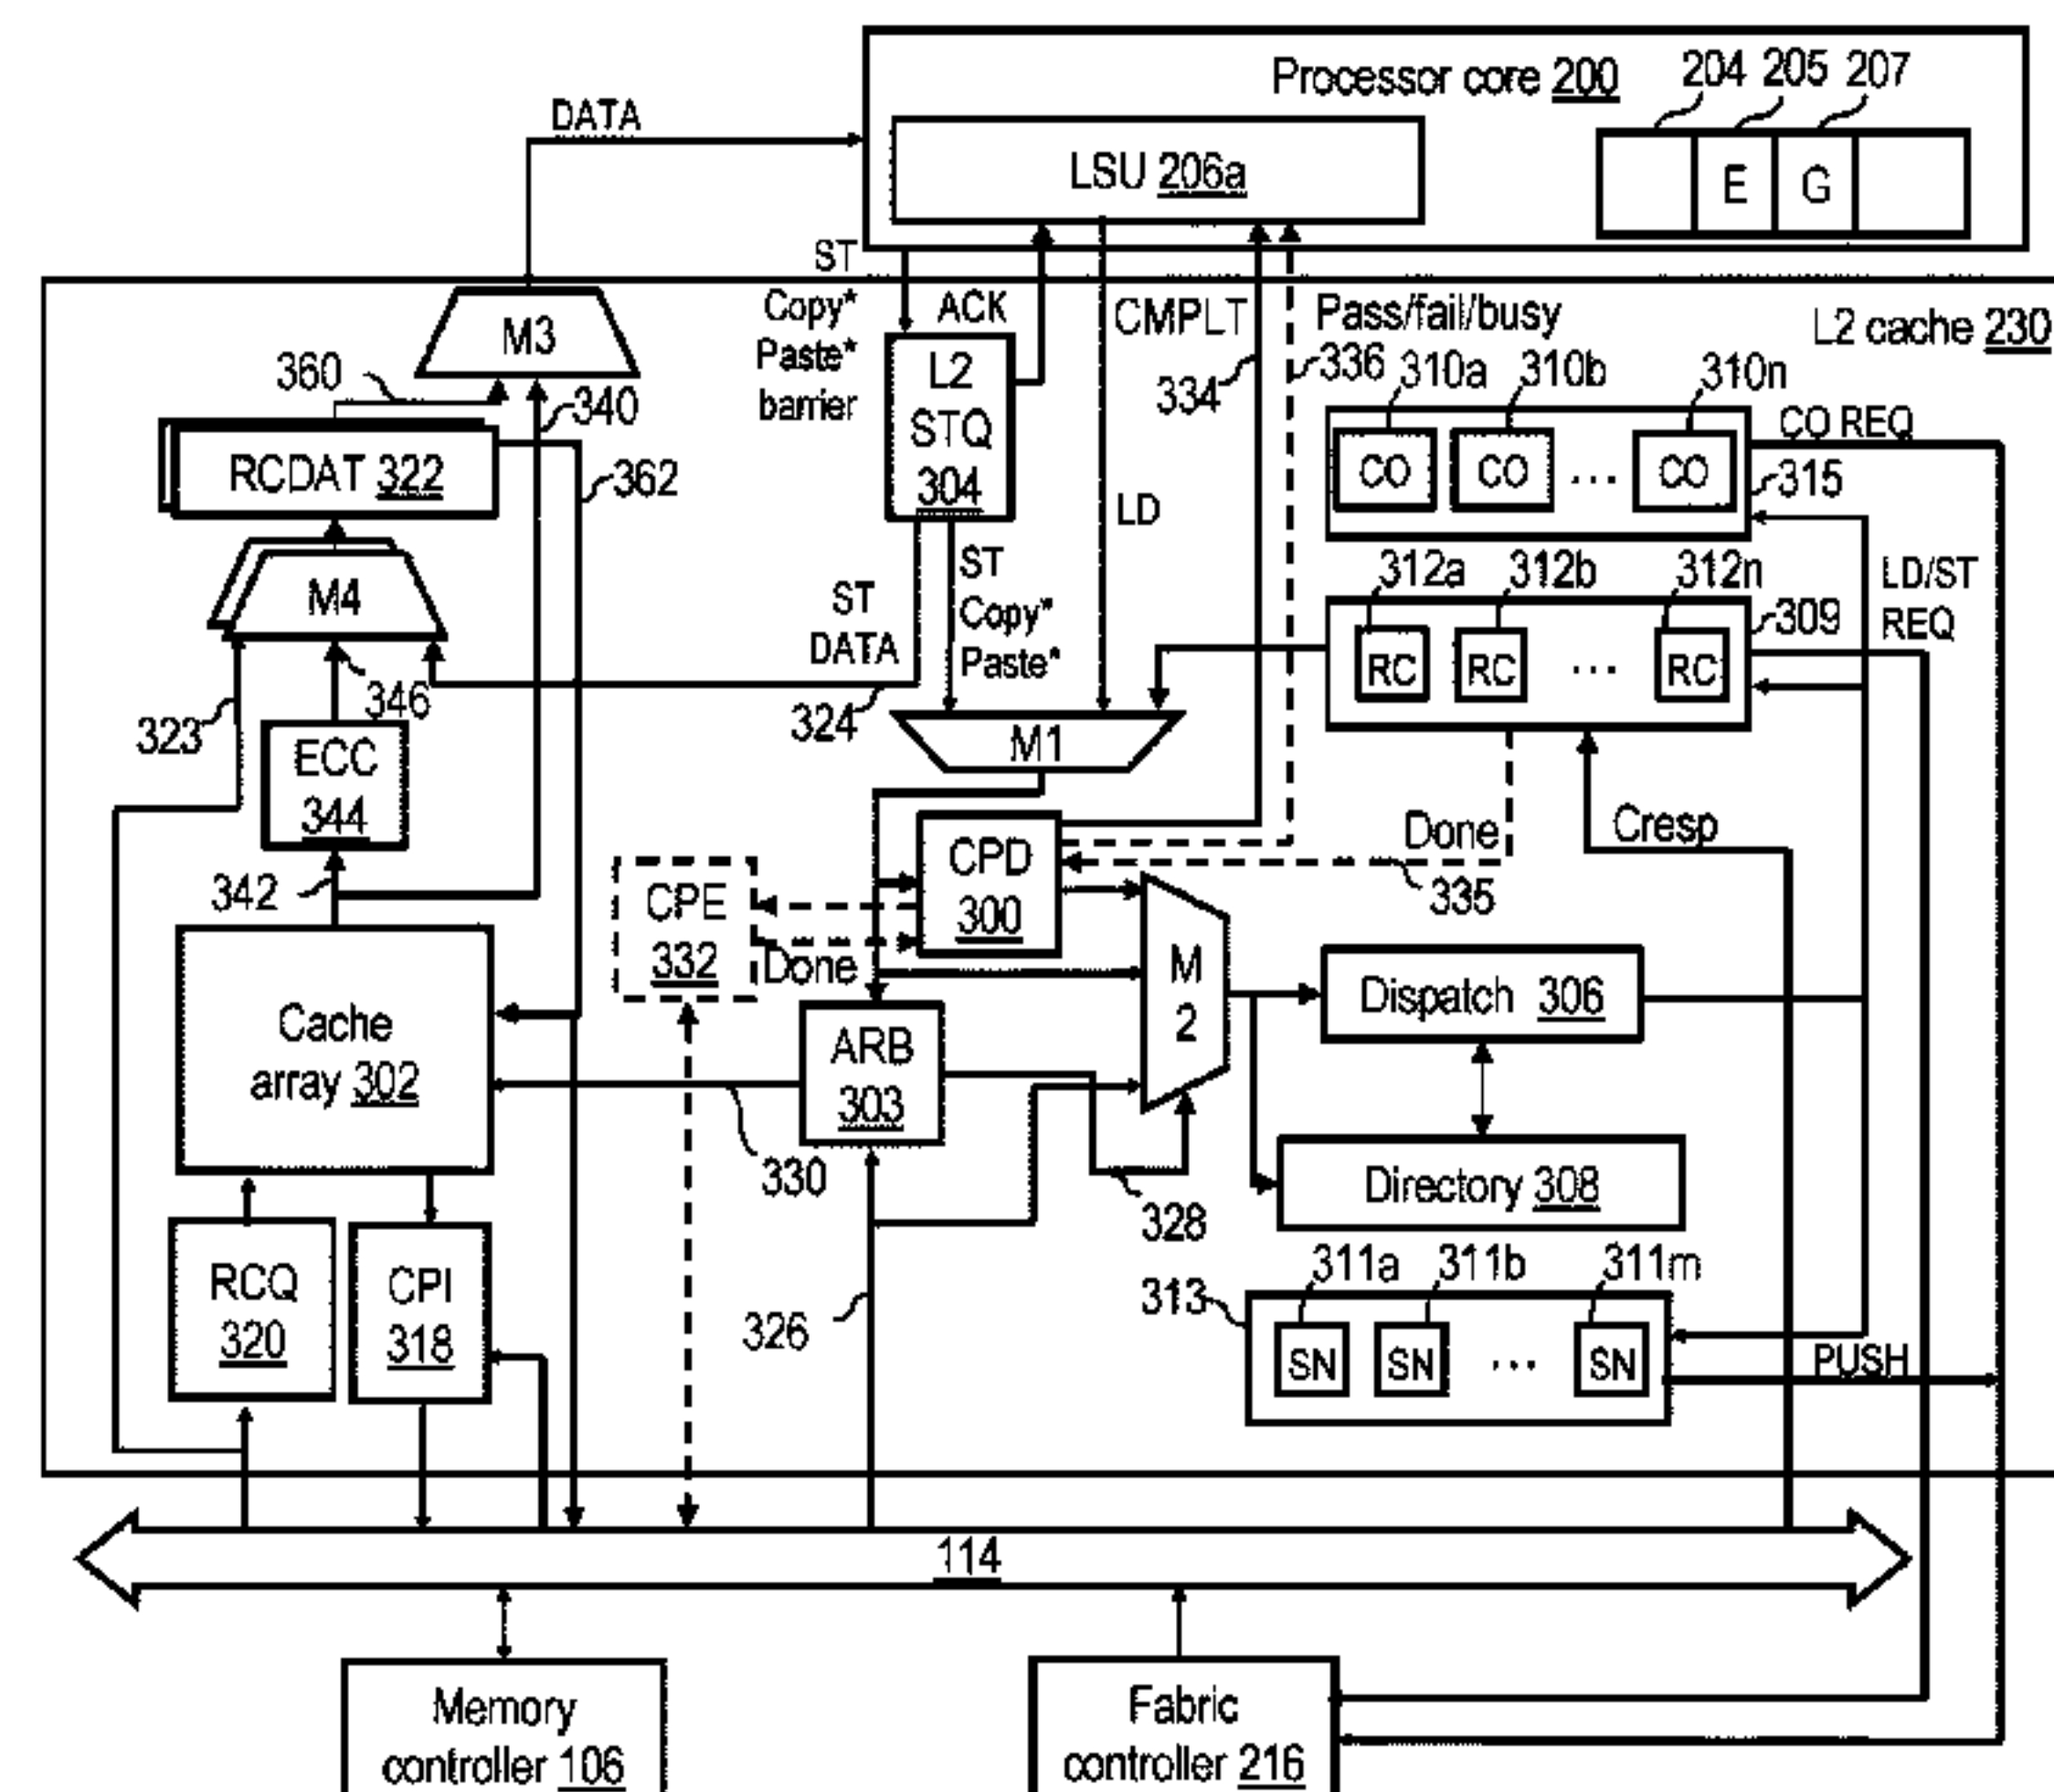 Processor core 200
204 205 207
DATA
LSU 206a
E G
ST
Copy*
Paste*
barrier
ACK
CMPLT
Pass/fail/busy
L2 cache 230
M3
360
340
L2
STQ
304
334
336
310a 310b 310n
CO REQ
CO CO ... CO
315
RCDAT 322
362
LD
M4
ST
Copy*
Paste*
ST
DATA
312a 312b 312n
LD/ST
REQ
309
RC RC ... RC
323
346
324
ECC
344
M1
342
CPD
300
Done
Cresp
335
CPE
332
Done
M
2
Dispatch 306
Cache
array 302
ARB
303
330
328
Directory 308
RCQ
320
CPI
318
326
313
311a 311b 311m
SN SN ... SN
PUSH
114
Memory
controller 106
Fabric
controller 216